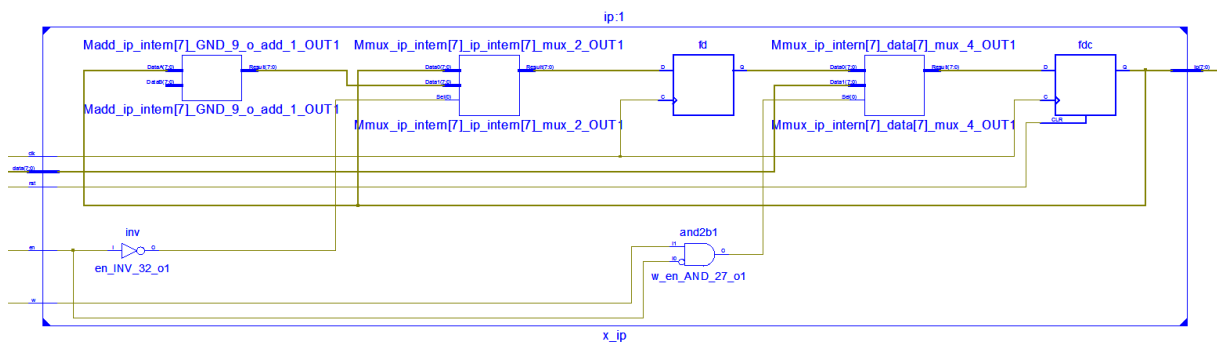 ip:1
Madd_ip_intern[7]_GND_9_o_add_1_OUT1
Mmux_ip_intern[7]_ip_intern[7]_mux_2_OUT1
fd
Mmux_ip_intern[7]_data[7]_mux_4_OUT1
fdc
DataA(7:0)
Result(7:0)
DataB(7:0)
Data0(7:0)
Result(7:0)
Data1(7:0)
Sel(0)
D
Q
C
Data0(7:0)
Result(7:0)
Data1(7:0)
Sel(0)
D
Q
C
CLR
ip(7:0)
Madd_ip_intern[7]_GND_9_o_add_1_OUT1
Mmux_ip_intern[7]_ip_intern[7]_mux_2_OUT1
Mmux_ip_intern[7]_data[7]_mux_4_OUT1
clk
data(7:0)
rst
inv
and2b1
en
I
O
I1
I0
O
en_INV_32_o1
w_en_AND_27_o1
w
x_ip